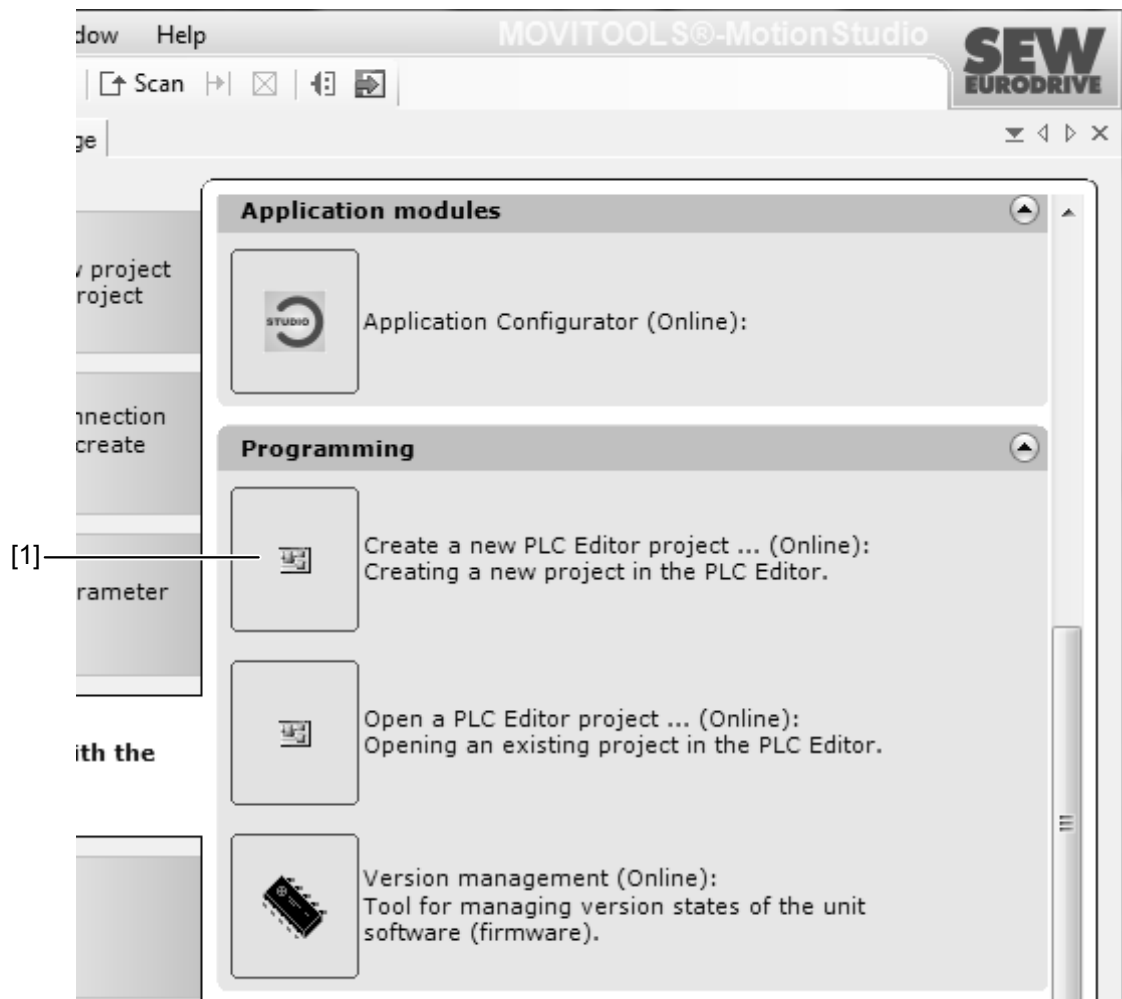 dow Help
MOVITOOLS®-MotionStudio
SEW
EURODRIVE
Scan
ge
Application modules
w project
roject
STUDIO
Application Configurator (Online):
nnection
create
Programming
[1]
Create a new PLC Editor project ... (Online):
Creating a new project in the PLC Editor.
rameter
Open a PLC Editor project ... (Online):
Opening an existing project in the PLC Editor.
ith the
Version management (Online):
Tool for managing version states of the unit
software (firmware).